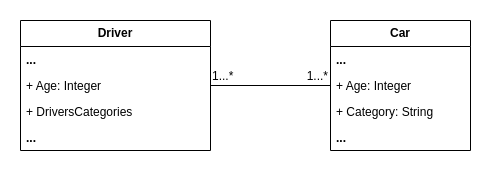 Driver
...
+ Age: Integer
+ DriversCategories
...
1...*
1...*
Car
...
+ Age: Integer
+ Category: String
...